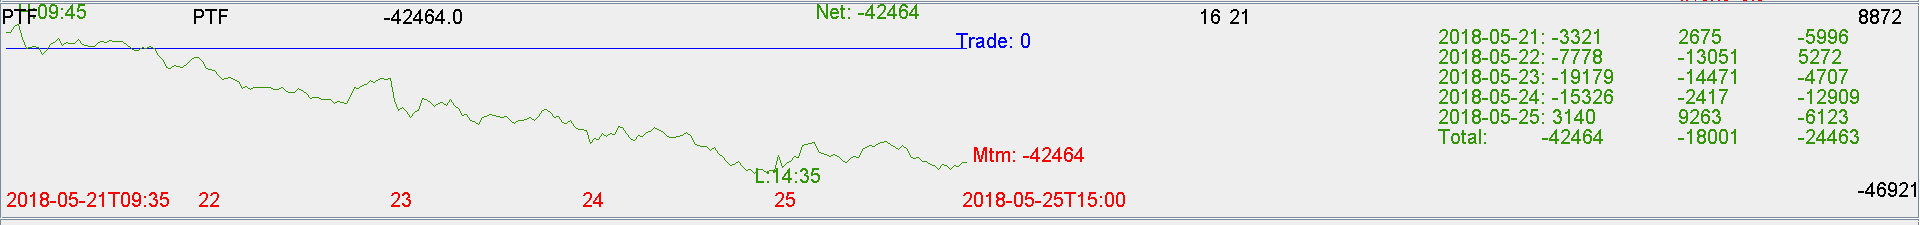 PTF H:09:45 PTF -42464.0 Net: -42464 16 21 8872
Trade: 0
2018-05-21: -3321 2675 -5996
2018-05-22: -7778 -13051 5272
2018-05-23: -19179 -14471 -4707
2018-05-24: -15326 -2417 -12909
2018-05-25: 3140 9263 -6123
Total: -42464 -18001 -24463
Mtm: -42464
L:14:35
-46921
2018-05-21T09:35 22 23 24 25 2018-05-25T15:00